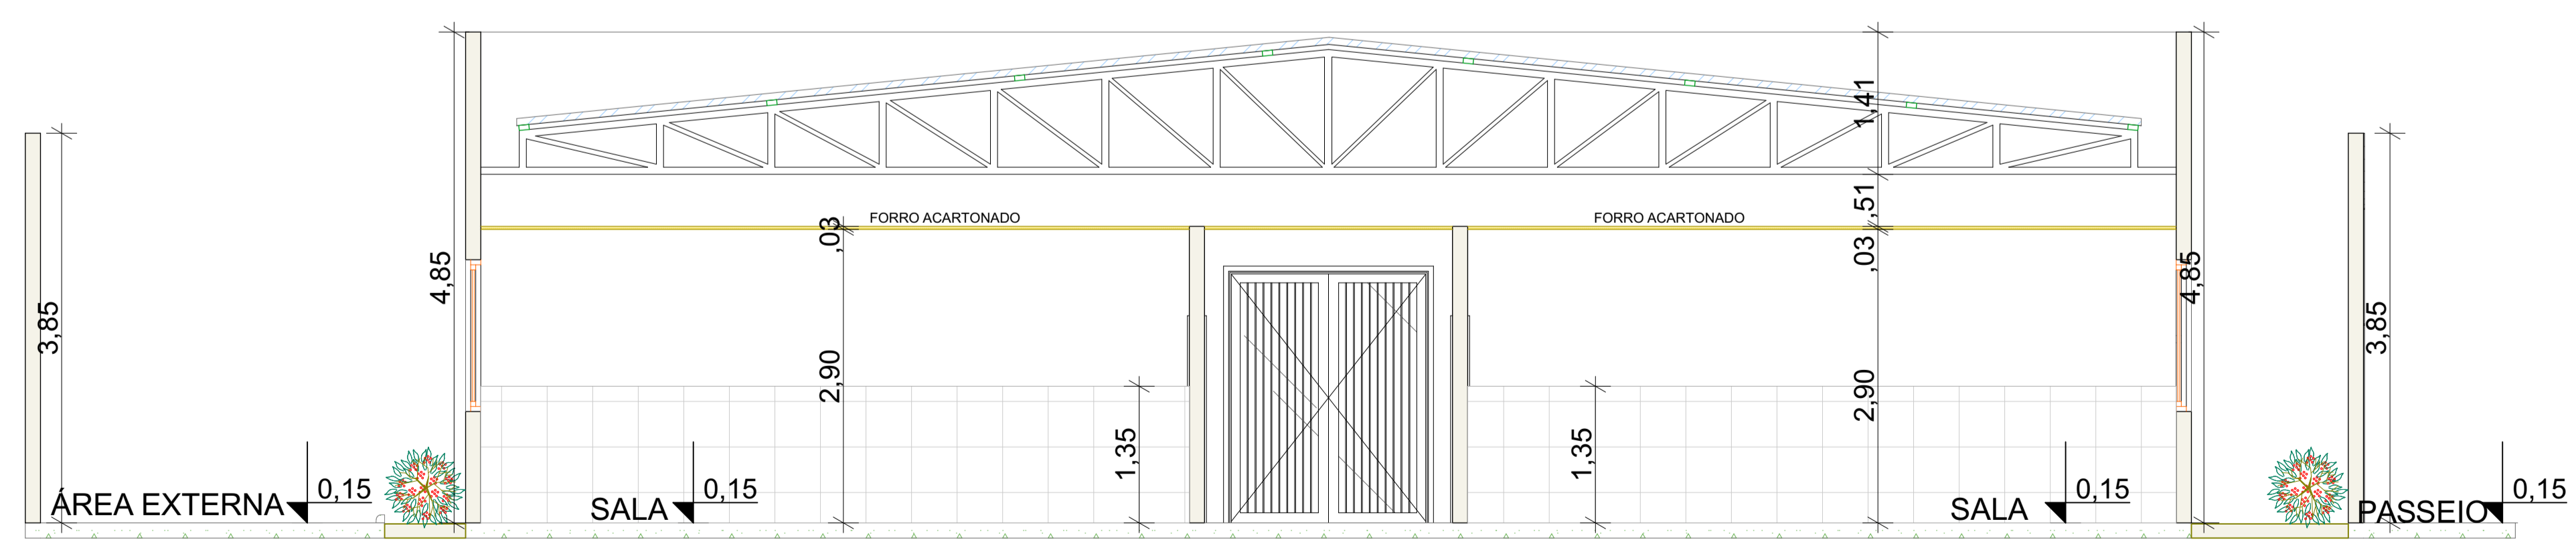 1,41
FORRO ACARTONADO
FORRO ACARTONADO
,03
,51
,03
4,85
4,85
3,85
3,85
2,90
2,90
1,35
1,35
ÁREA EXTERNA
0,15
SALA
0,15
SALA
0,15
PASSEIO
0,15